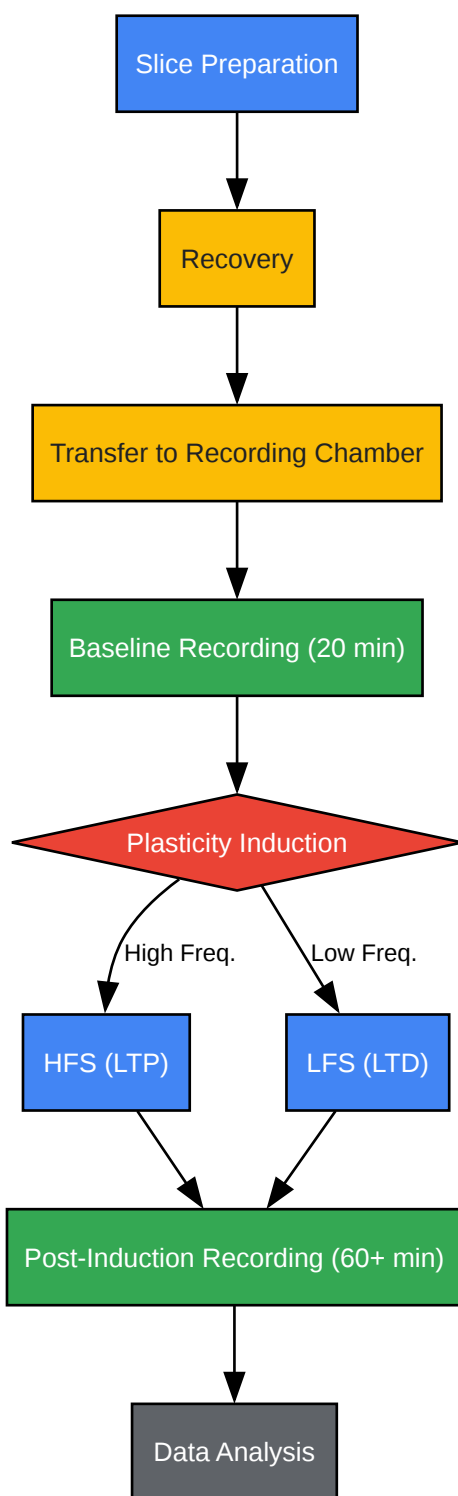 Slice Preparation
Recovery
Transfer to Recording Chamber
Baseline Recording (20 min)
Plasticity Induction
High Freq.
Low Freq.
HFS (LTP)
LFS (LTD)
Post-Induction Recording (60+ min)
Data Analysis